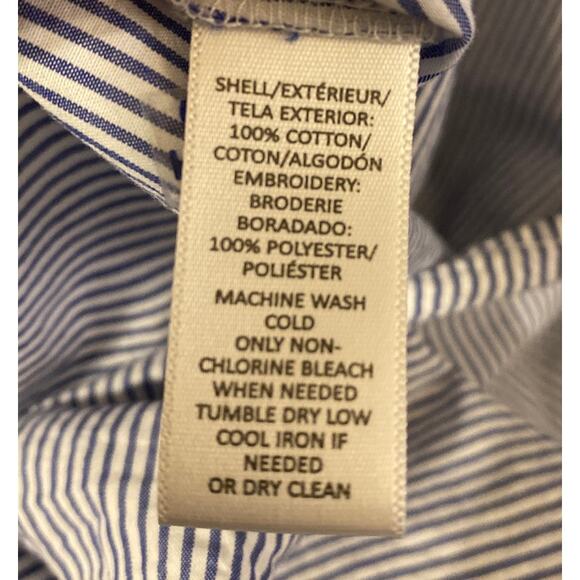 SHELL/EXTÉRIEUR/
TELA EXTERIOR:
100% COTTON/
COTON/ALGODÓN
EMBROIDERY:
BRODERIE
BORADADO:
100% POLYESTER/
POLIÉSTER
MACHINE WASH
COLD
ONLY NON-
CHLORINE BLEACH
WHEN NEEDED
TUMBLE DRY LOW
COOL IRON IF
NEEDED
OR DRY CLEAN